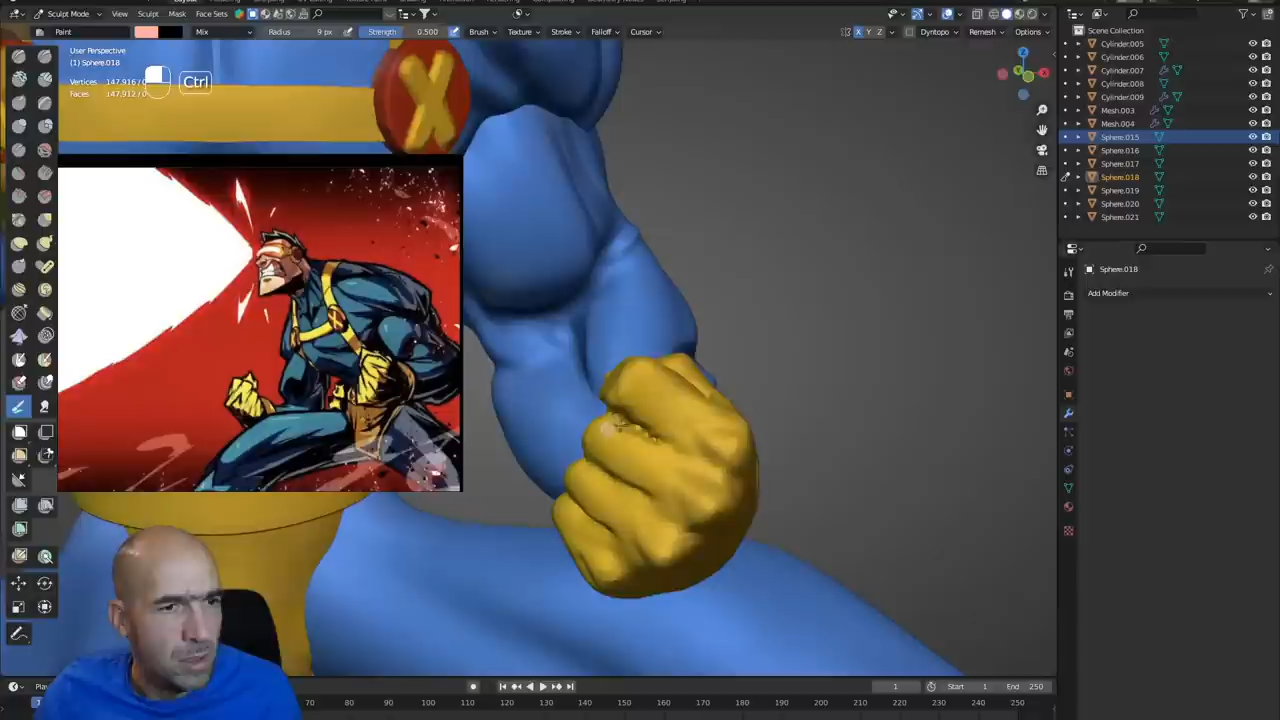 Sculpt Mode View Sculpt Mask Face Sets
Paint Mix Radius 9 px Strength 0.500 Brush Texture Stroke Falloff Cursor X Y Z Dyntopo Remesh Options
User Perspective
(1) Sphere.018
Vertices 147,916 / 0
Faces 147,912 / 0
Ctrl
X
Scene Collection
Cylinder.005
Cylinder.006
Cylinder.007
Cylinder.008
Cylinder.009
Mesh.003
Mesh.004
Sphere.015
Sphere.016
Sphere.017
Sphere.018
Sphere.019
Sphere.020
Sphere.021
Sphere.018
Add Modifier
Z
X
Play
1 Start 1 End 250
70 80 90 100 110 120 130 140 150 160 170 180 190 200 210 220 230 240 250